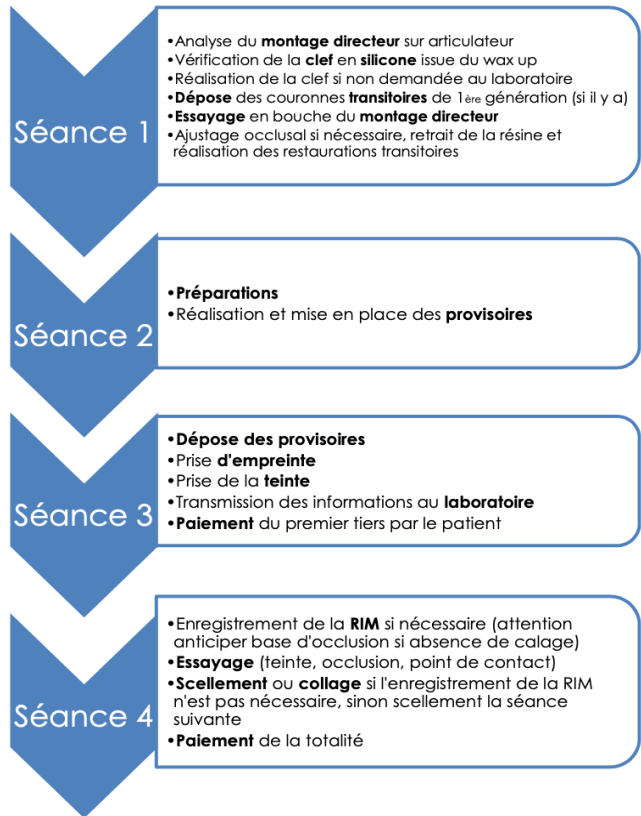 Séance 1
•Analyse du montage directeur sur articulateur
•Vérification de la clef en silicone issue du wax up
•Réalisation de la clef si non demandée au laboratoire
•Dépose des couronnes transitoires de 1ère génération (si il y a)
•Essayage en bouche du montage directeur
•Ajustage occlusal si nécessaire, retrait de la résine et
réalisation des restaurations transitoires
Séance 2
•Préparations
•Réalisation et mise en place des provisoires
Séance 3
•Dépose des provisoires
•Prise d'empreinte
•Prise de la teinte
•Transmission des informations au laboratoire
•Paiement du premier tiers par le patient
Séance 4
•Enregistrement de la RIM si nécessaire (attention
anticiper base d'occlusion si absence de calage)
•Essayage (teinte, occlusion, point de contact)
•Scellement ou collage si l'enregistrement de la RIM
n'est pas nécessaire, sinon scellement la séance
suivante
•Paiement de la totalité